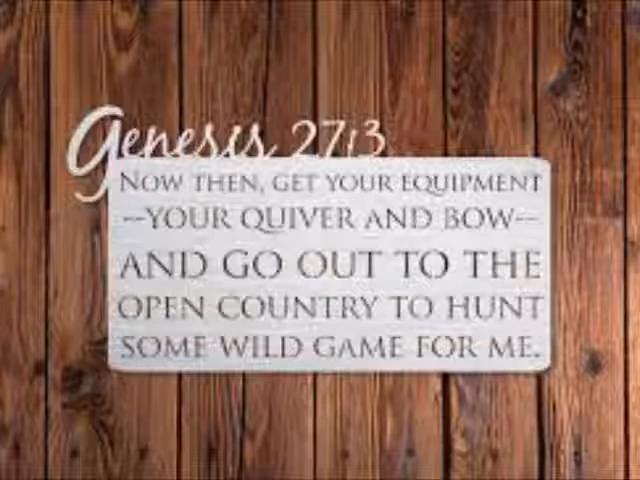 Genesis 27:3
NOW THEN, GET YOUR EQUIPMENT
--YOUR QUIVER AND BOW--
AND GO OUT TO THE
OPEN COUNTRY TO HUNT
SOME WILD GAME FOR ME.